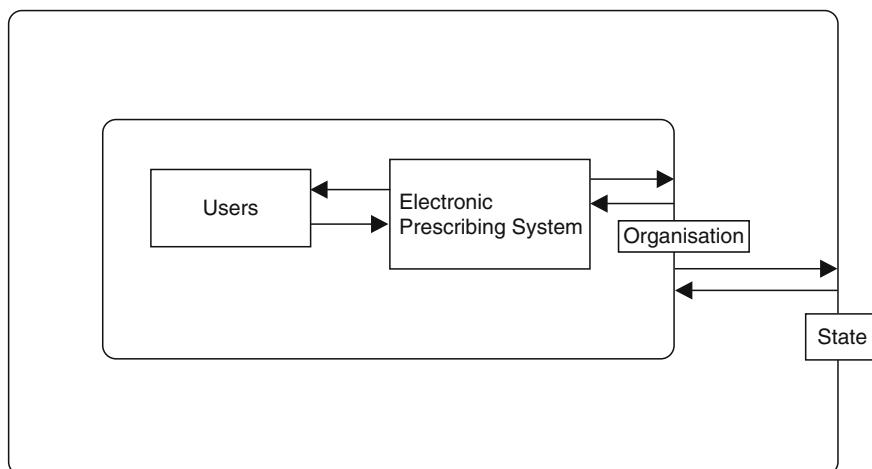 Users
Electronic
Prescribing System
Organisation
State